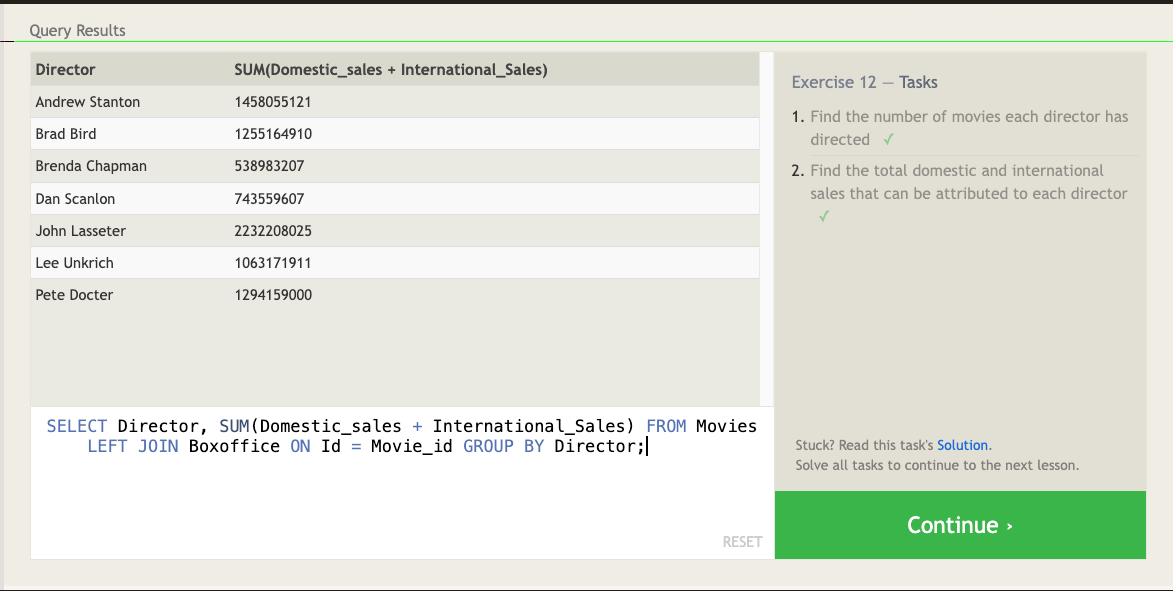 Query Results
Director SUM(Domestic_sales + International_Sales)
Andrew Stanton 1458055121
Brad Bird 1255164910
Brenda Chapman 538983207
Dan Scanlon 743559607
John Lasseter 2232208025
Lee Unkrich 1063171911
Pete Docter 1294159000
SELECT Director, SUM(Domestic_sales + International_Sales) FROM Movies
LEFT JOIN Boxoffice ON Id = Movie_id GROUP BY Director;
RESET
Exercise 12 — Tasks
1. Find the number of movies each director has
directed ✓
2. Find the total domestic and international
sales that can be attributed to each director
✓
Stuck? Read this task's Solution.
Solve all tasks to continue to the next lesson.
Continue ›